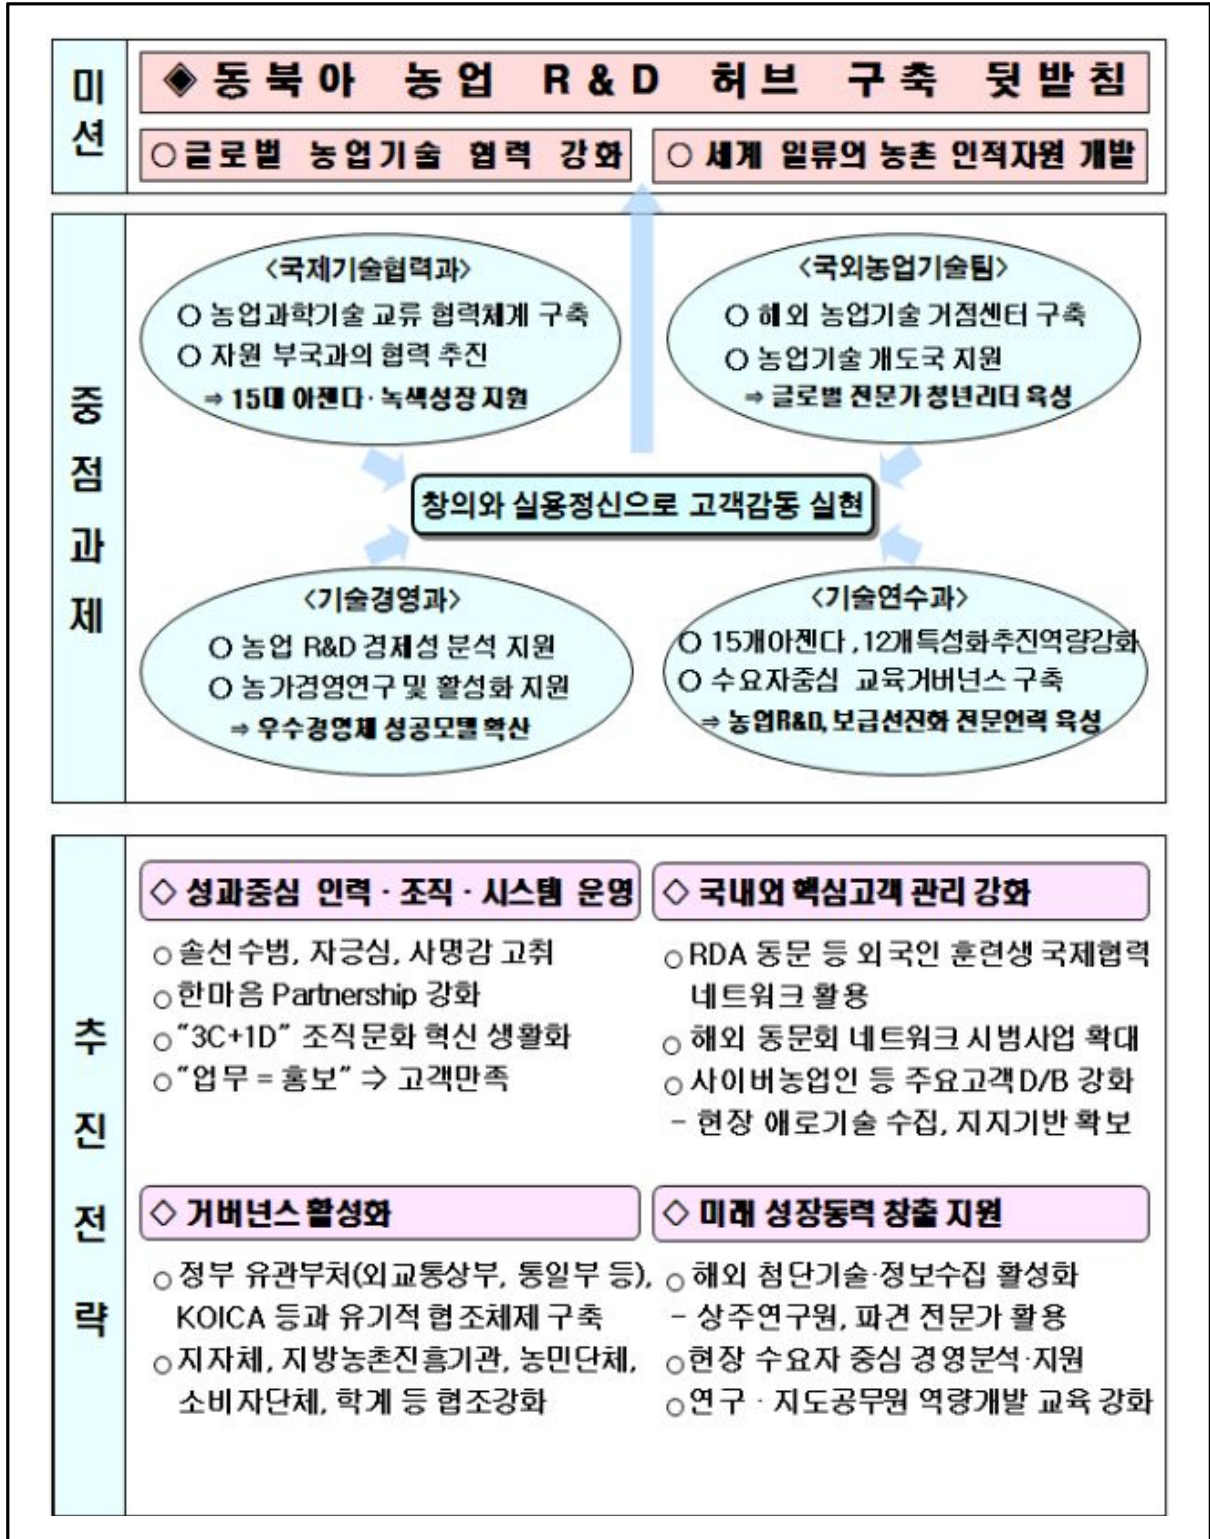 미션
◈ 동북아 농업 R&D 허브 구축 뒷받침
○ 글로벌 농업기술 협력 강화
○ 세계 일류의 농촌 인적자원 개발
중점과제
<국제기술협력과>
○ 농업과학기술 교류 협력체계 구축
○ 자원 부국과의 협력 추진
⇒ 15대 아젠다·녹색성장 지원
<국외농업기술팀>
○ 해외 농업기술 거점센터 구축
○ 농업기술 개도국 지원
⇒ 글로벌 전문가 청년리더 육성
창의와 실용정신으로 고객감동 실현
<기술경영과>
○ 농업 R&D 경제성 분석 지원
○ 농가경영연구 및 활성화 지원
⇒ 우수경영체 성공모델 확산
<기술연수과>
○ 15개아젠다 ,12개특성화추진역량강화
○ 수요자중심 교육거버넌스 구축
⇒ 농업R&D, 보급선진화 전문인력 육성
추진전략
◇ 성과중심 인력·조직·시스템 운영
○ 솔선수범, 자긍심, 사명감 고취
○ 한마음 Partnership 강화
○ "3C+1D" 조직문화 혁신 생활화
○ "업무 = 홍보" ⇒ 고객만족
◇ 국내외 핵심고객 관리 강화
○ RDA 동문 등 외국인 훈련생 국제협력
네트워크 활용
○ 해외 동문회 네트워크 시범사업 확대
○ 사이버농업인 등 주요고객D/B 강화
- 현장 애로기술 수집, 지지기반 확보
◇ 거버넌스 활성화
○ 정부 유관부처(외교통상부, 통일부 등),
KOICA 등과 유기적 협조체제 구축
○ 지자체, 지방농촌진흥기관, 농민단체,
소비자단체, 학계 등 협조강화
◇ 미래 성장동력 창출 지원
○ 해외 첨단기술·정보수집 활성화
- 상주연구원, 파견 전문가 활용
○ 현장 수요자 중심 경영분석·지원
○ 연구·지도공무원 역량개발 교육 강화